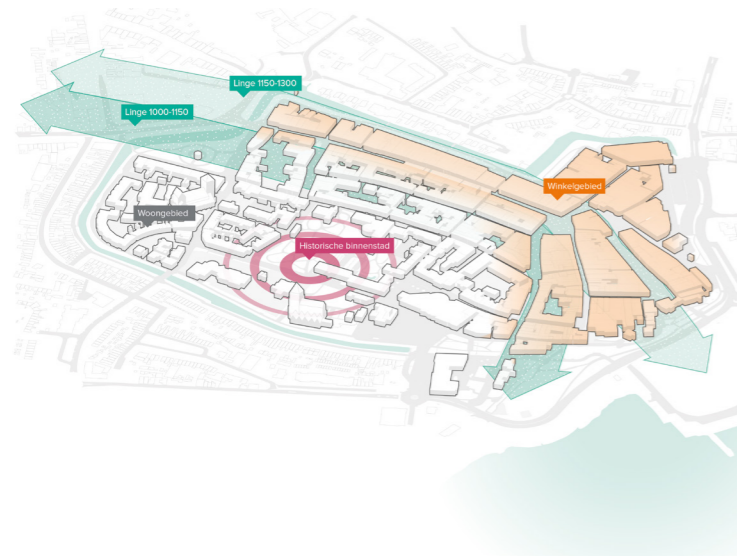 Linge 1150-1300
Linge 1000-1150
Winkelgebied
Woongebied
Historische binnenstad